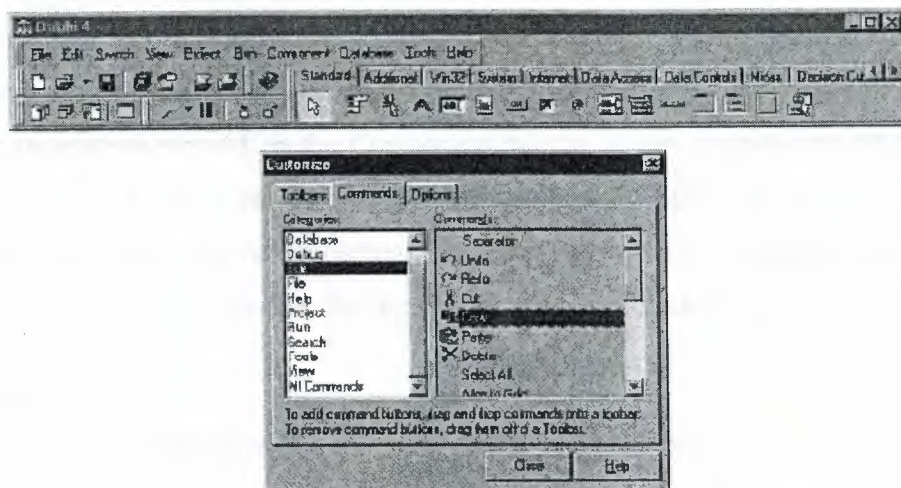 Delphi 4
File Edit Search View Project Run Component Database Tools Help
Standard Additional Win32 System Internet Data Access Data Controls Midas Decision Cu
Customize
Toolbars Commands Options
Categories: Commands:
Database Separator
Debug Undo
Edit Redo
File Cut
Help Copy
Project Paste
Run Delete
Search Select All
Tools Align to Grid
View
All Commands
To add command buttons, drag and drop commands onto a toolbar.
To remove command buttons, drag them off of a Toolbar.
Close Help